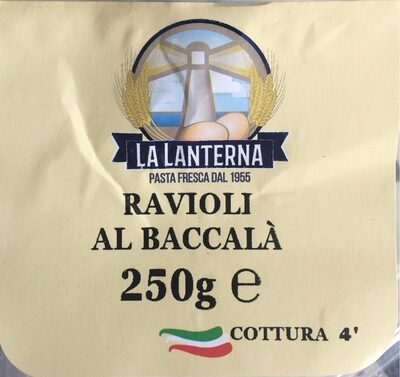 LA LANTERNA
PASTA FRESCA DAL 1955
RAVIOLI
AL BACCALÀ
250g ℮
COTTURA 4'